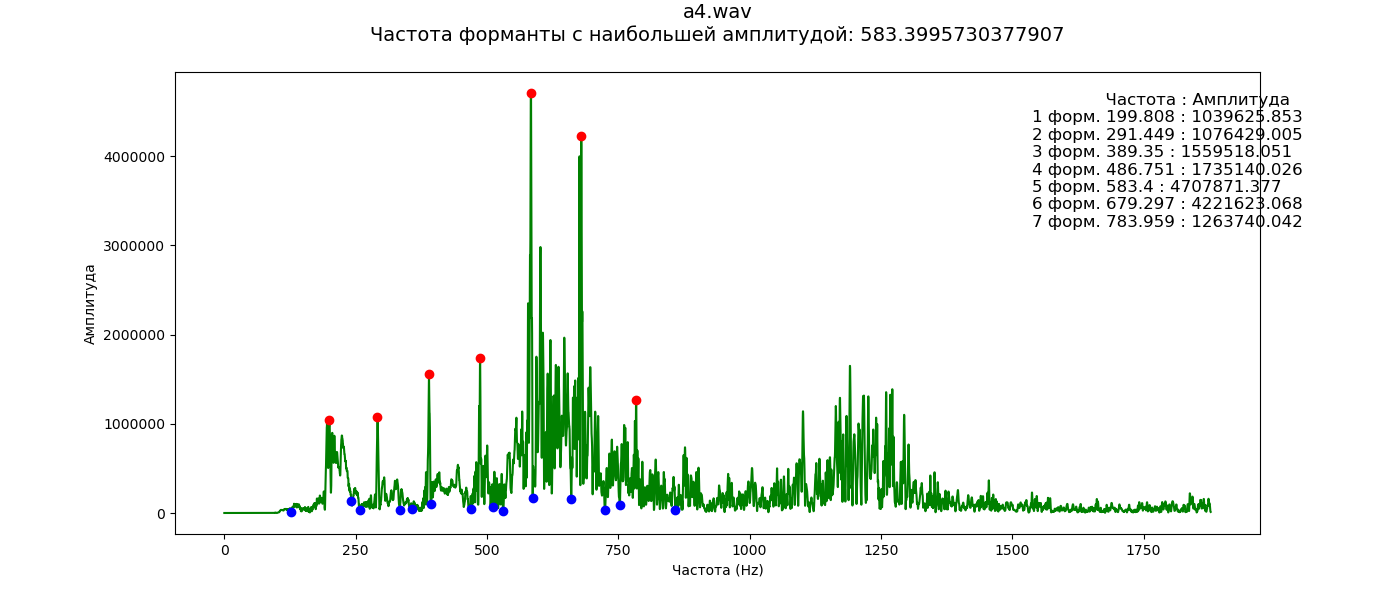 a4.wav
Частота форманты с наибольшей амплитудой: 583.3995730377907
Частота : Амплитуда
1 форм. 199.808 : 1039625.853
2 форм. 291.449 : 1076429.005
3 форм. 389.35 : 1559518.051
4 форм. 486.751 : 1735140.026
5 форм. 583.4 : 4707871.377
6 форм. 679.297 : 4221623.068
7 форм. 783.959 : 1263740.042
Амплитуда
4000000
3000000
2000000
1000000
0
0 250 500 750 1000 1250 1500 1750
Частота (Hz)